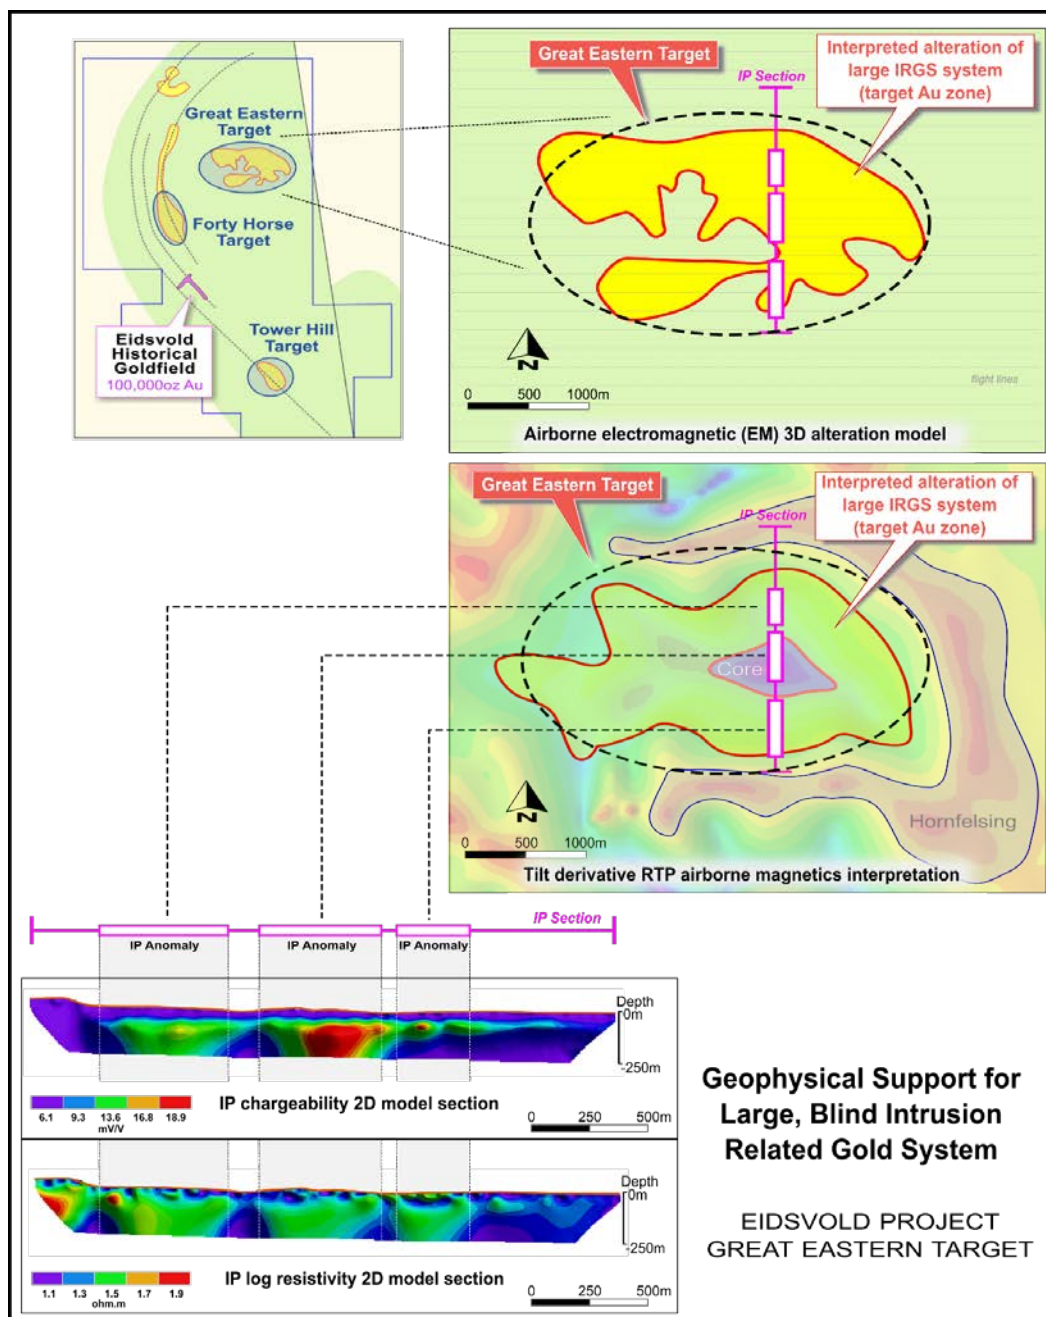 Great Eastern
Target
Forty Horse
Target
Eidsvold
Historical
Goldfield
100,000oz Au
Tower Hill
Target
Great Eastern Target
IP Section
Interpreted alteration of
large IRGS system
(target Au zone)
N
0 500 1000m
flight lines
Airborne electromagnetic (EM) 3D alteration model
Great Eastern Target
IP Section
Interpreted alteration of
large IRGS system
(target Au zone)
Core
N
0 500 1000m
Hornfelsing
Tilt derivative RTP airborne magnetics interpretation
IP Section
IP Anomaly IP Anomaly IP Anomaly
Depth
0m
-250m
6.1 9.3 13.6 16.8 18.9
mV/V
IP chargeability 2D model section
0 250 500m
Depth
0m
-250m
1.1 1.3 1.5 1.7 1.9
ohm.m
IP log resistivity 2D model section
0 250 500m
Geophysical Support for
Large, Blind Intrusion
Related Gold System
EIDSVOLD PROJECT
GREAT EASTERN TARGET